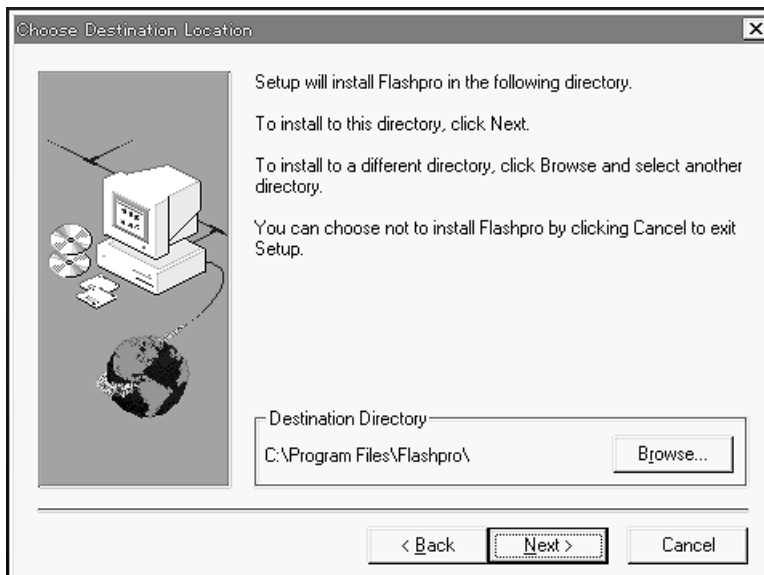 Choose Destination Location
Setup will install Flashpro in the following directory.
To install to this directory, click Next.
To install to a different directory, click Browse and select another
directory.
You can choose not to install Flashpro by clicking Cancel to exit
Setup.
Destination Directory
C:\Program Files\Flashpro\
Browse...
< Back
Next >
Cancel